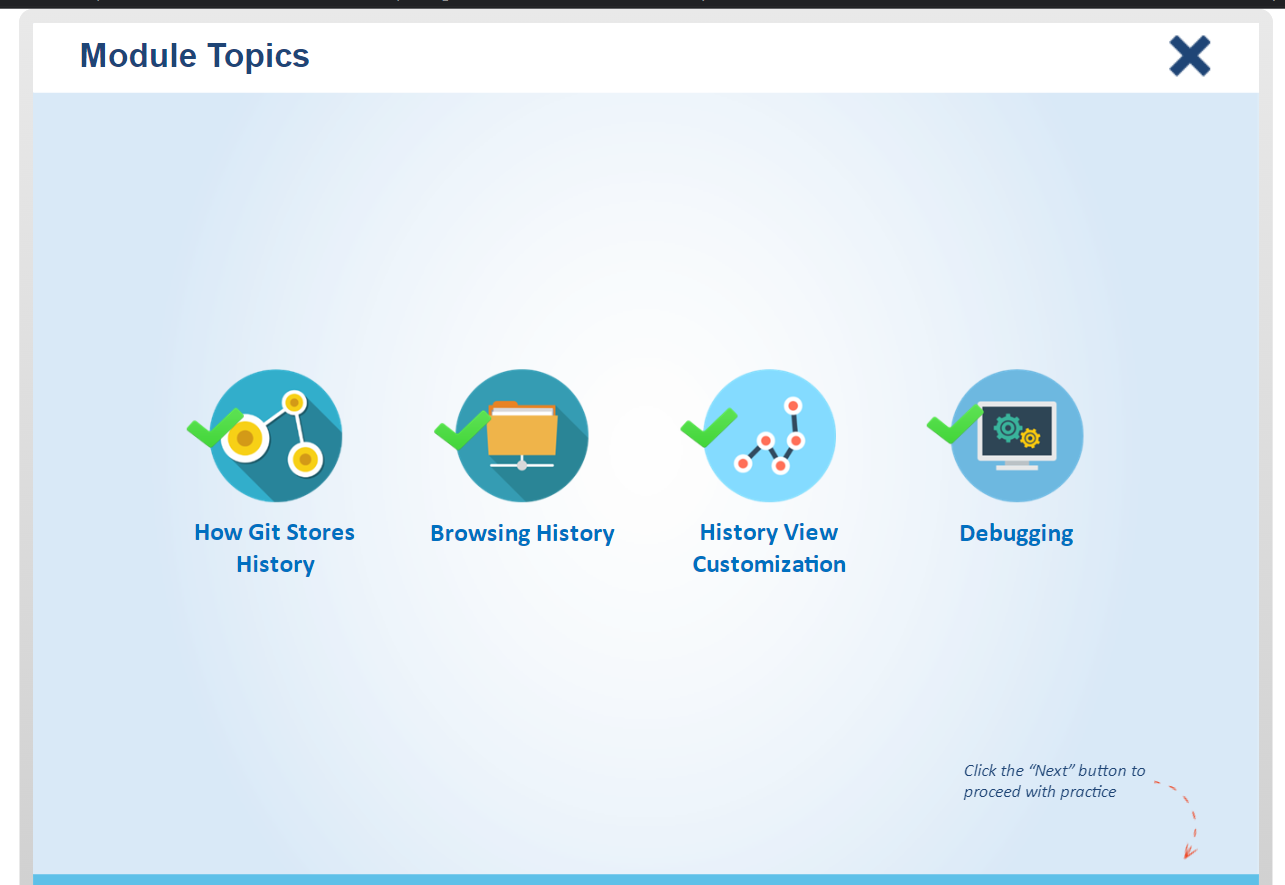 Module Topics
How Git Stores
History
Browsing History
History View
Customization
Debugging
Click the “Next” button to
proceed with practice